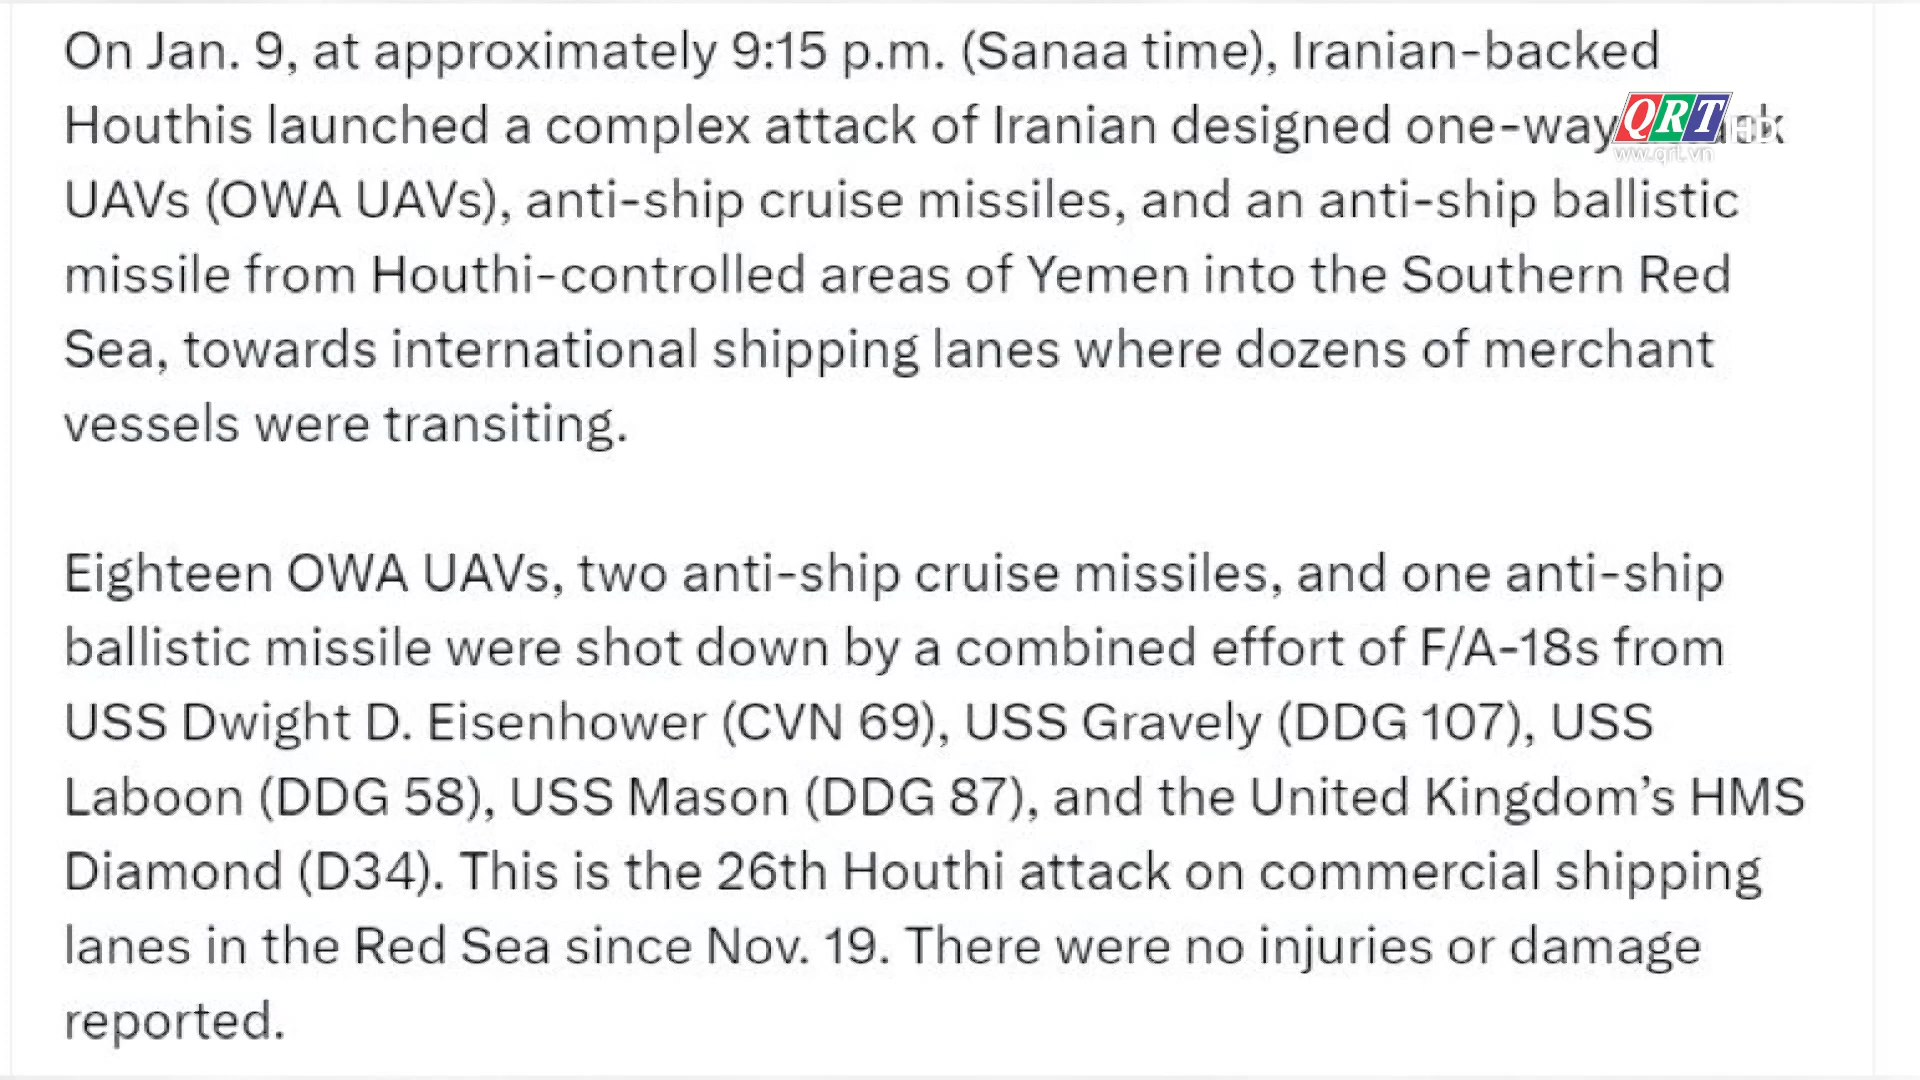 On Jan. 9, at approximately 9:15 p.m. (Sanaa time), Iranian-backed
Houthis launched a complex attack of Iranian designed one-way
QRT HD
www.qrt.vn
UAVs (OWA UAVs), anti-ship cruise missiles, and an anti-ship ballistic
missile from Houthi-controlled areas of Yemen into the Southern Red
Sea, towards international shipping lanes where dozens of merchant
vessels were transiting.
Eighteen OWA UAVs, two anti-ship cruise missiles, and one anti-ship
ballistic missile were shot down by a combined effort of F/A-18s from
USS Dwight D. Eisenhower (CVN 69), USS Gravely (DDG 107), USS
Laboon (DDG 58), USS Mason (DDG 87), and the United Kingdom’s HMS
Diamond (D34). This is the 26th Houthi attack on commercial shipping
lanes in the Red Sea since Nov. 19. There were no injuries or damage
reported.